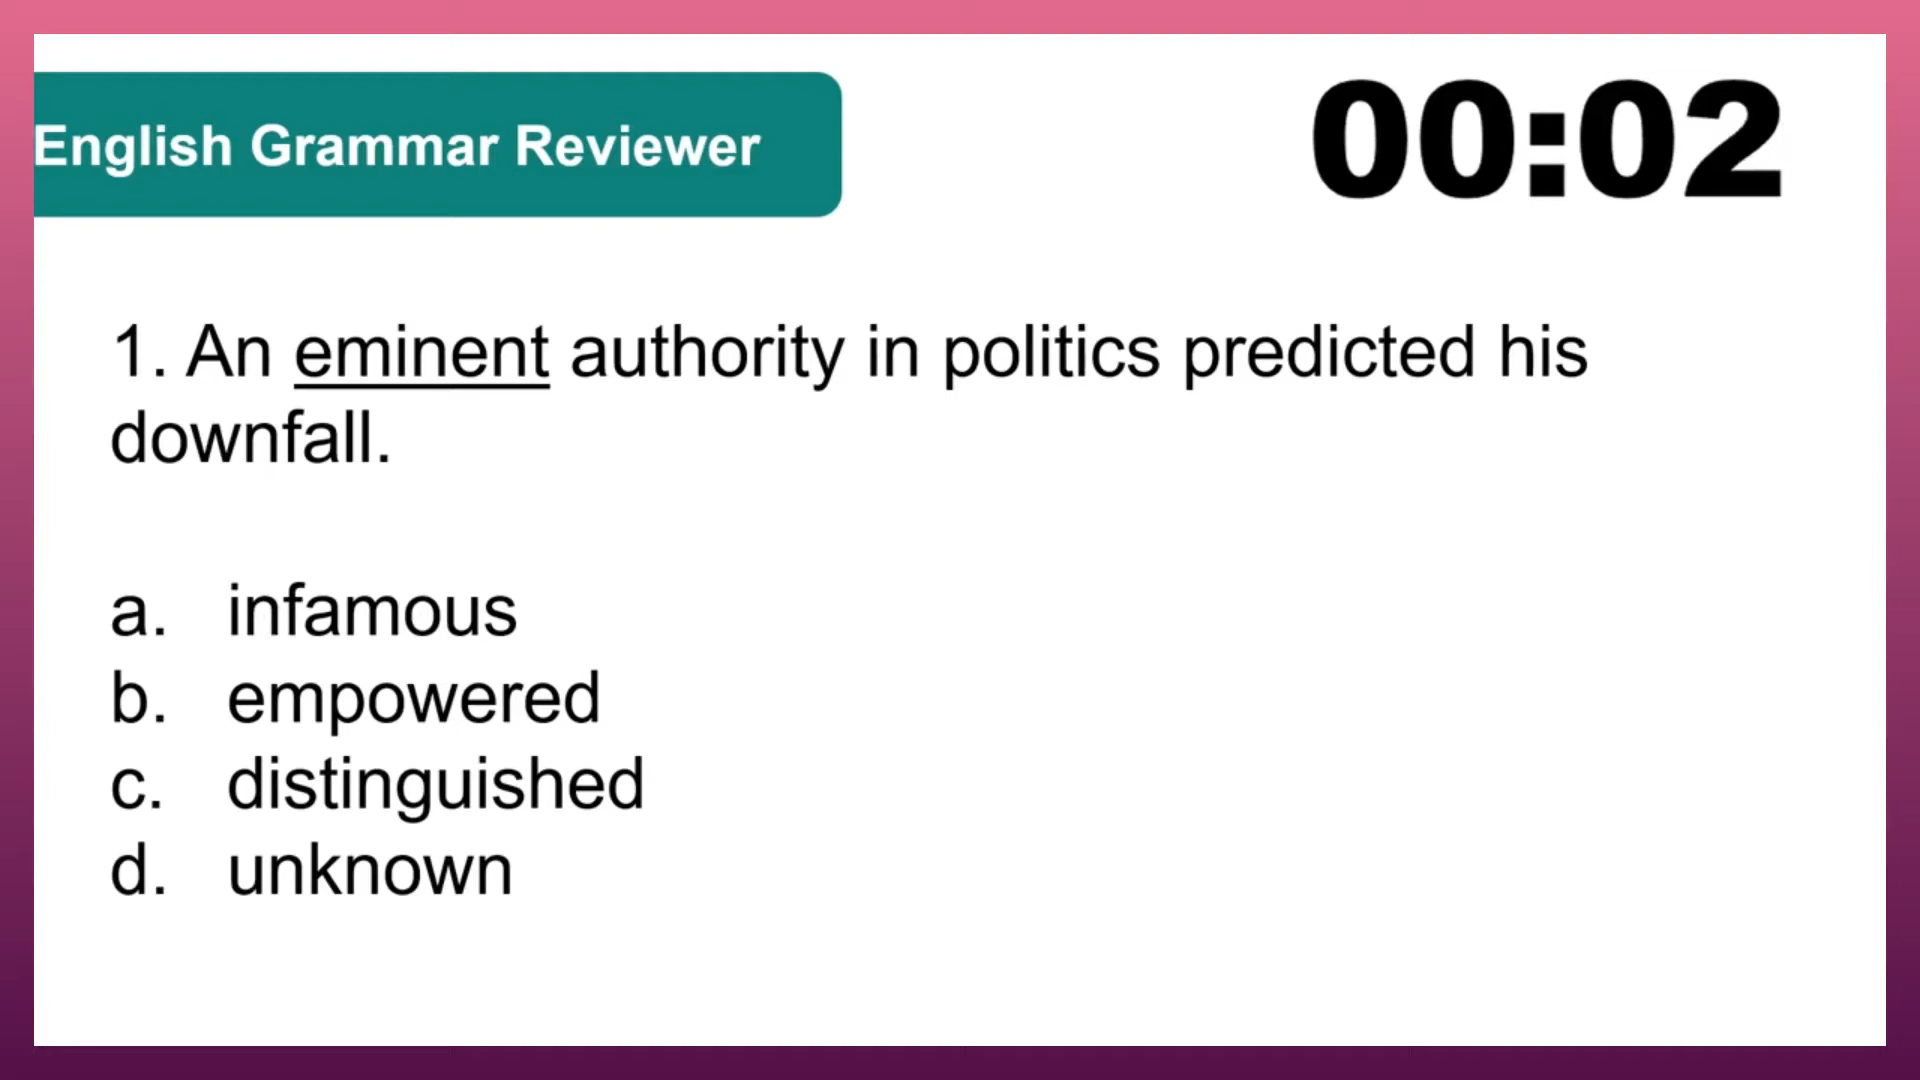 English Grammar Reviewer
00:02
1. An eminent authority in politics predicted his
downfall.
a. infamous
b. empowered
c. distinguished
d. unknown